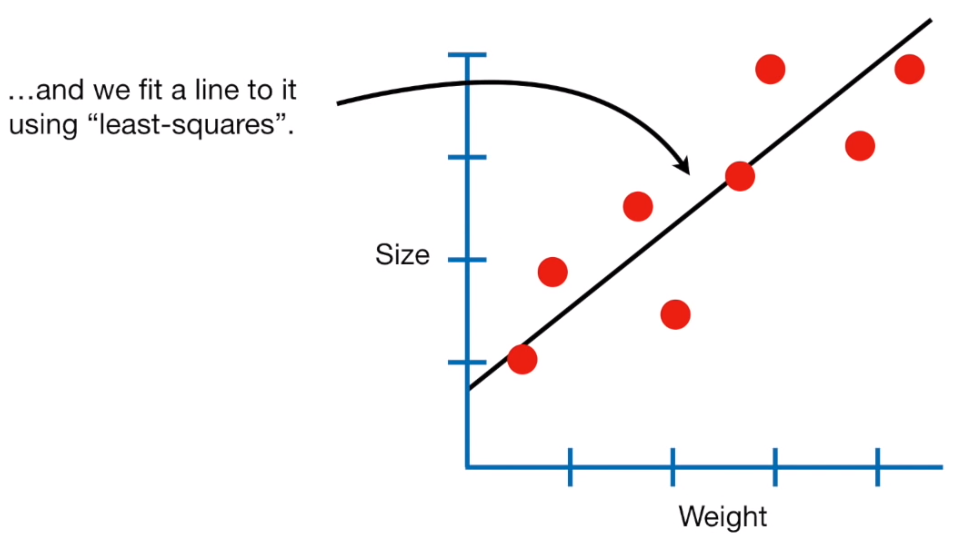 …and we fit a line to it
using “least-squares”.
Size
Weight